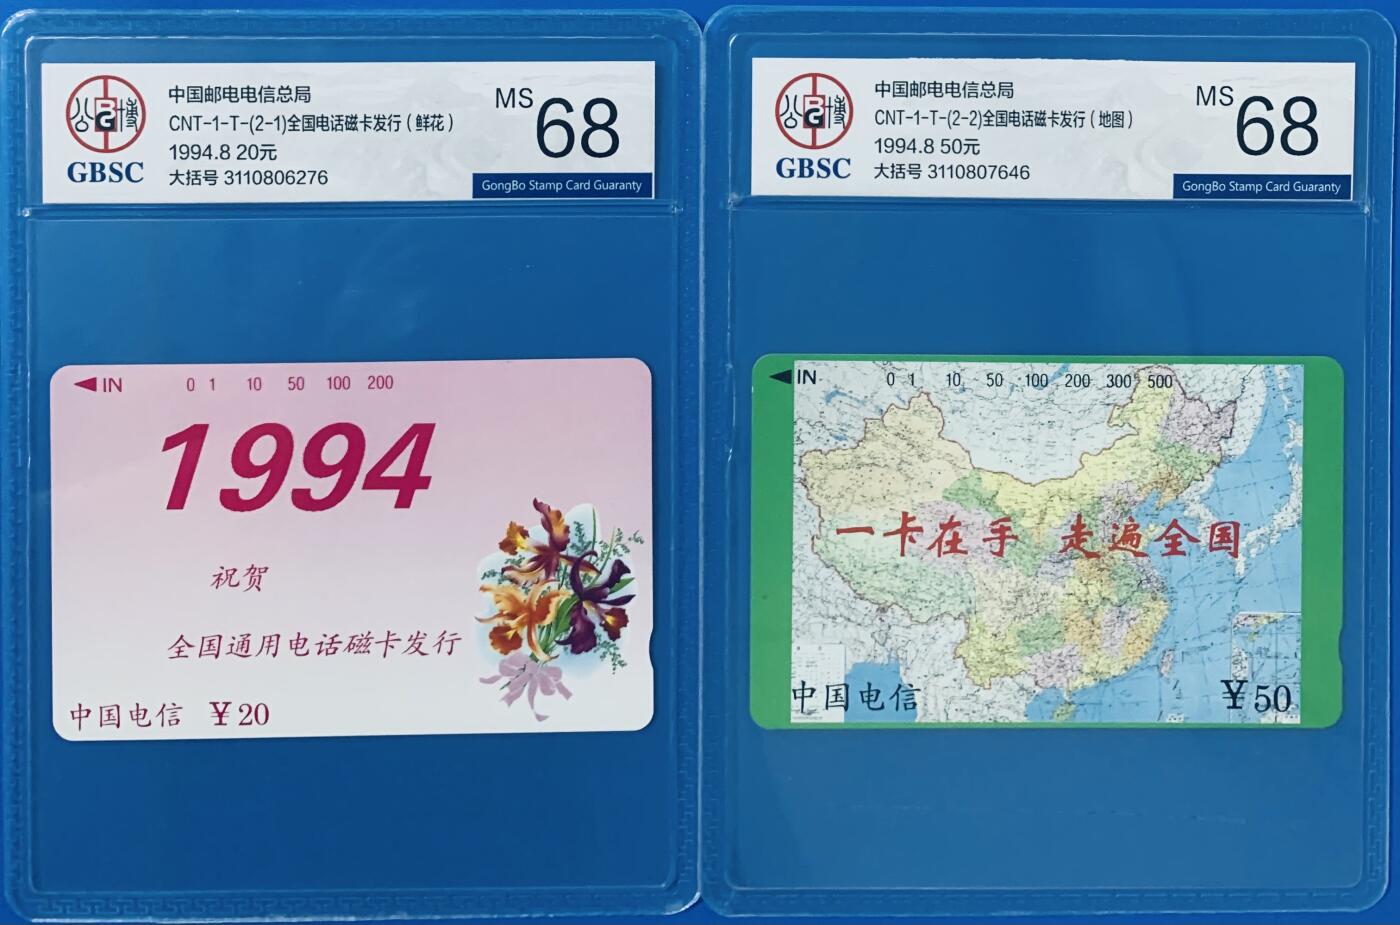 公博
BG
GBSC
中国邮电电信总局
CNT-1-T-(2-1)全国电话磁卡发行(鲜花)
1994.8 20元
大括号 3110806276
MS 68
GongBo Stamp Card Guaranty
IN 0 1 10 50 100 200
1994
祝贺
全国通用电话磁卡发行
中国电信 ¥20
公博
BG
GBSC
中国邮电电信总局
CNT-1-T-(2-2)全国电话磁卡发行(地图)
1994.8 50元
大括号 3110807646
MS 68
GongBo Stamp Card Guaranty
IN 0 1 10 50 100 200 300 500
一卡在手 走遍全国
中国电信 ¥50